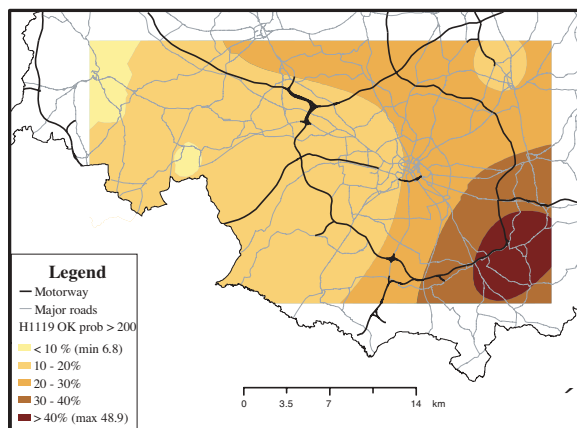 Legend
Motorway
Major roads
H1119 OK prob > 200
< 10 % (min 6.8)
10 - 20%
20 - 30%
30 - 40%
> 40% (max 48.9)
0 3.5 7 14 km